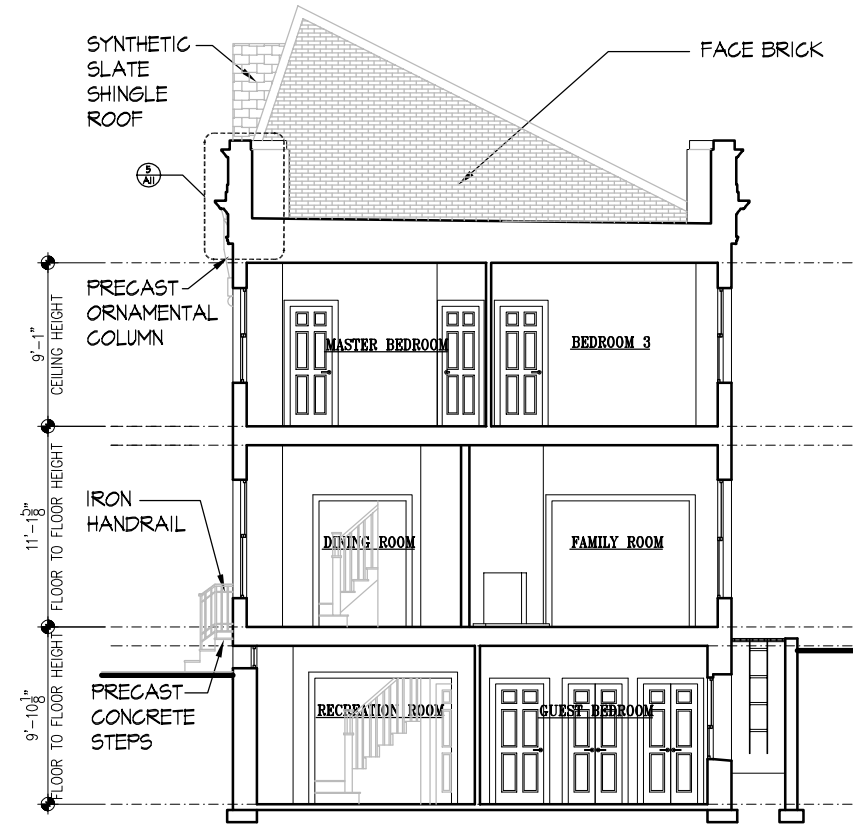 SYNTHETIC
SLATE
SHINGLE
ROOF
FACE BRICK
5
A11
PRECAST
ORNAMENTAL
COLUMN
9'-1"
CEILING HEIGHT
MASTER BEDROOM
BEDROOM 3
11'-1 5/8"
FLOOR TO FLOOR HEIGHT
IRON
HANDRAIL
DINING ROOM
FAMILY ROOM
9'-10 1/8"
FLOOR TO FLOOR HEIGHT
PRECAST
CONCRETE
STEPS
RECREATION ROOM
GUEST BEDROOM